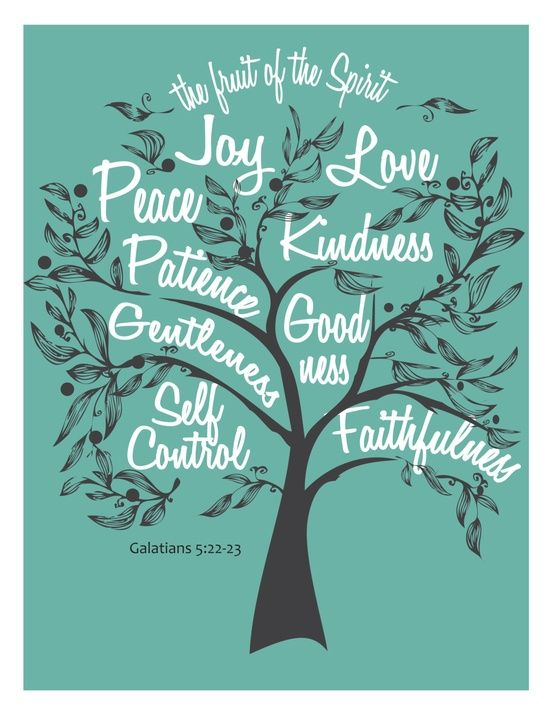 the fruit of the Spirit
Joy
Love
Peace
Kindness
Patience
Good
ness
Gentleness
Self
Control
Faithfulness
Galatians 5:22-23